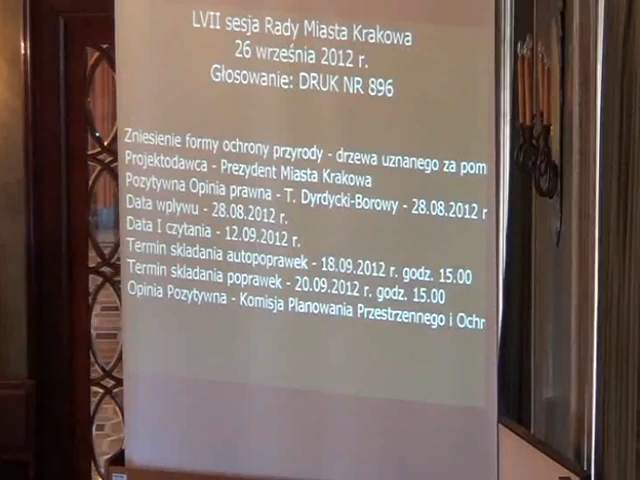 LVII sesja Rady Miasta Krakowa
26 września 2012 r.
Głosowanie: DRUK NR 896
Zniesienie formy ochrony przyrody - drzewa uznanego za pom
Projektodawca - Prezydent Miasta Krakowa
Pozytywna Opinia prawna - T. Dyrdycki-Borowy - 28.08.2012 r
Data wpływu - 28.08.2012 r.
Data I czytania - 12.09.2012 r.
Termin składania autopoprawek - 18.09.2012 r. godz. 15.00
Termin składania poprawek - 20.09.2012 r. godz. 15.00
Opinia Pozytywna - Komisja Planowania Przestrzennego i Ochr